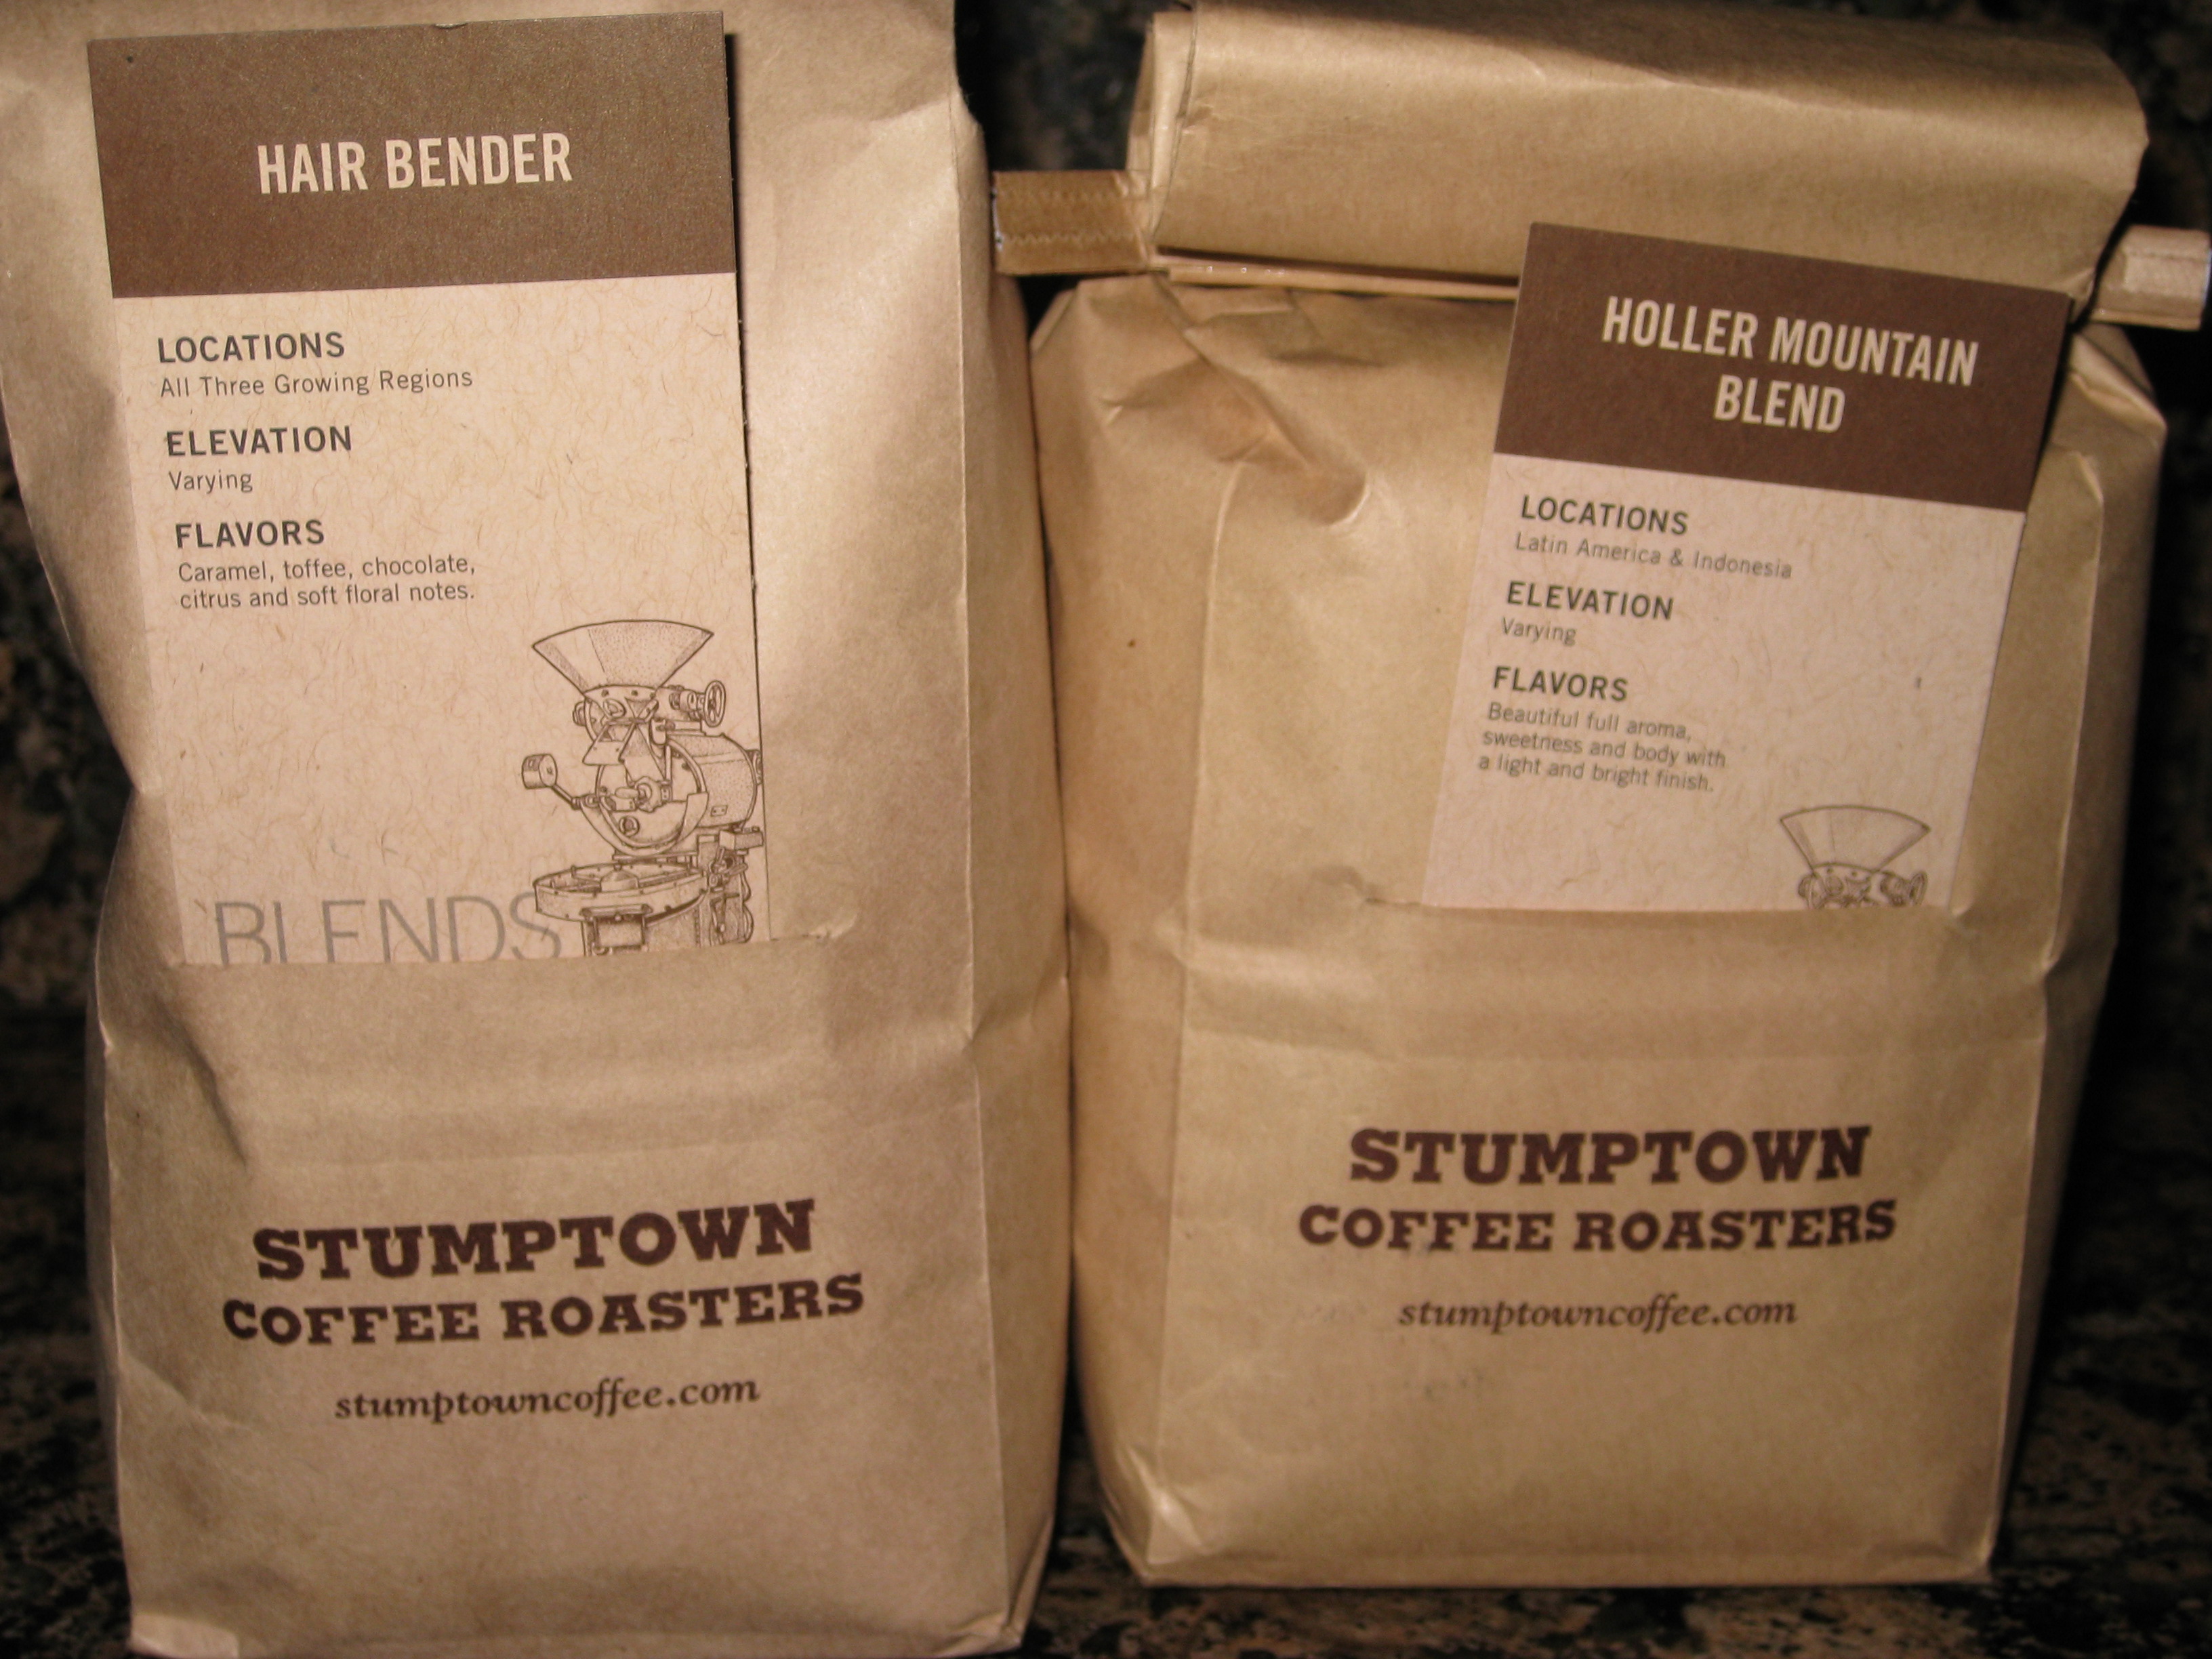 HAIR BENDER
LOCATIONS
All Three Growing Regions
ELEVATION
Varying
FLAVORS
Caramel, toffee, chocolate,
citrus and soft floral notes.
BLENDS
STUMPTOWN
COFFEE ROASTERS
stumptowncoffee.com
HOLLER MOUNTAIN
BLEND
LOCATIONS
Latin America & Indonesia
ELEVATION
Varying
FLAVORS
Beautiful full aroma,
sweetness and body with
a light and bright finish.
STUMPTOWN
COFFEE ROASTERS
stumptowncoffee.com